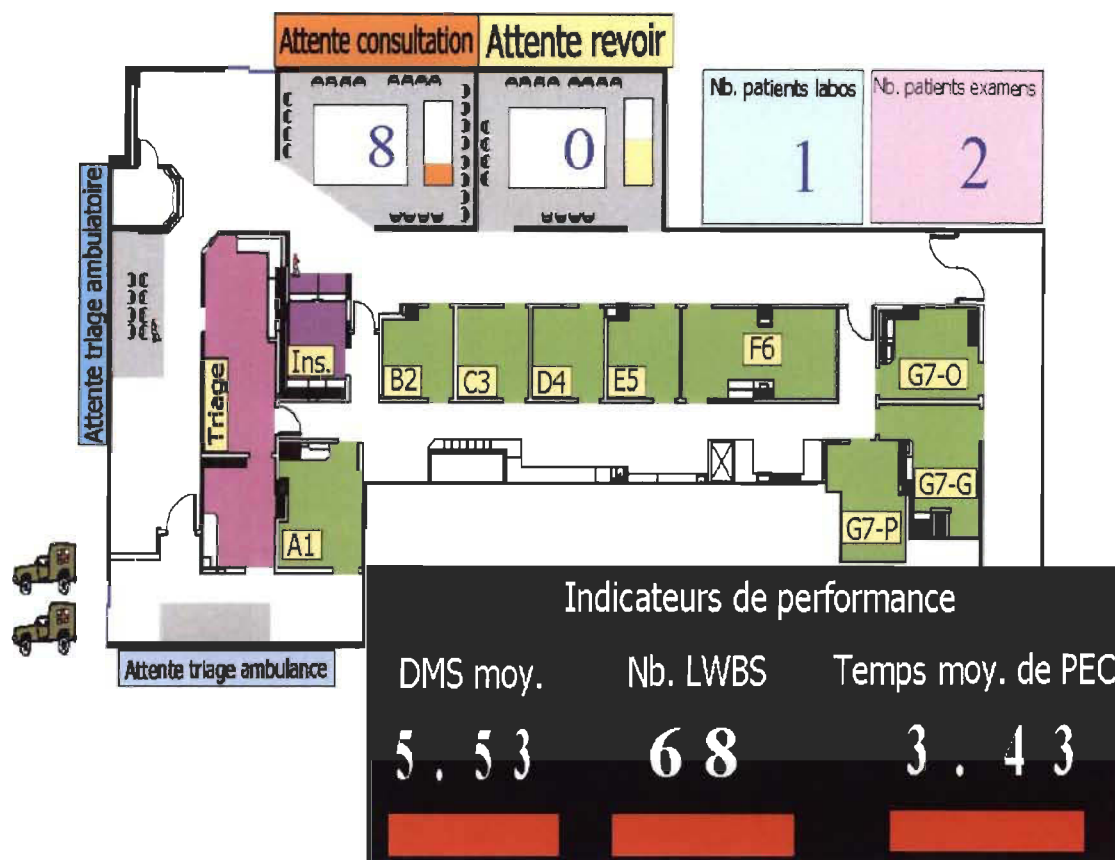 Attente consultation
Attente revoir
Nb. patients labos
Nb. patients examens
8
0
1
2
Attente triage ambulatoire
Triage
Ins.
B2
C3
D4
E5
F6
G7-O
A1
G7-P
G7-G
Attente triage ambulance
Indicateurs de performance
DMS moy.
Nb. LWBS
Temps moy. de PEC
5.53
68
3.43